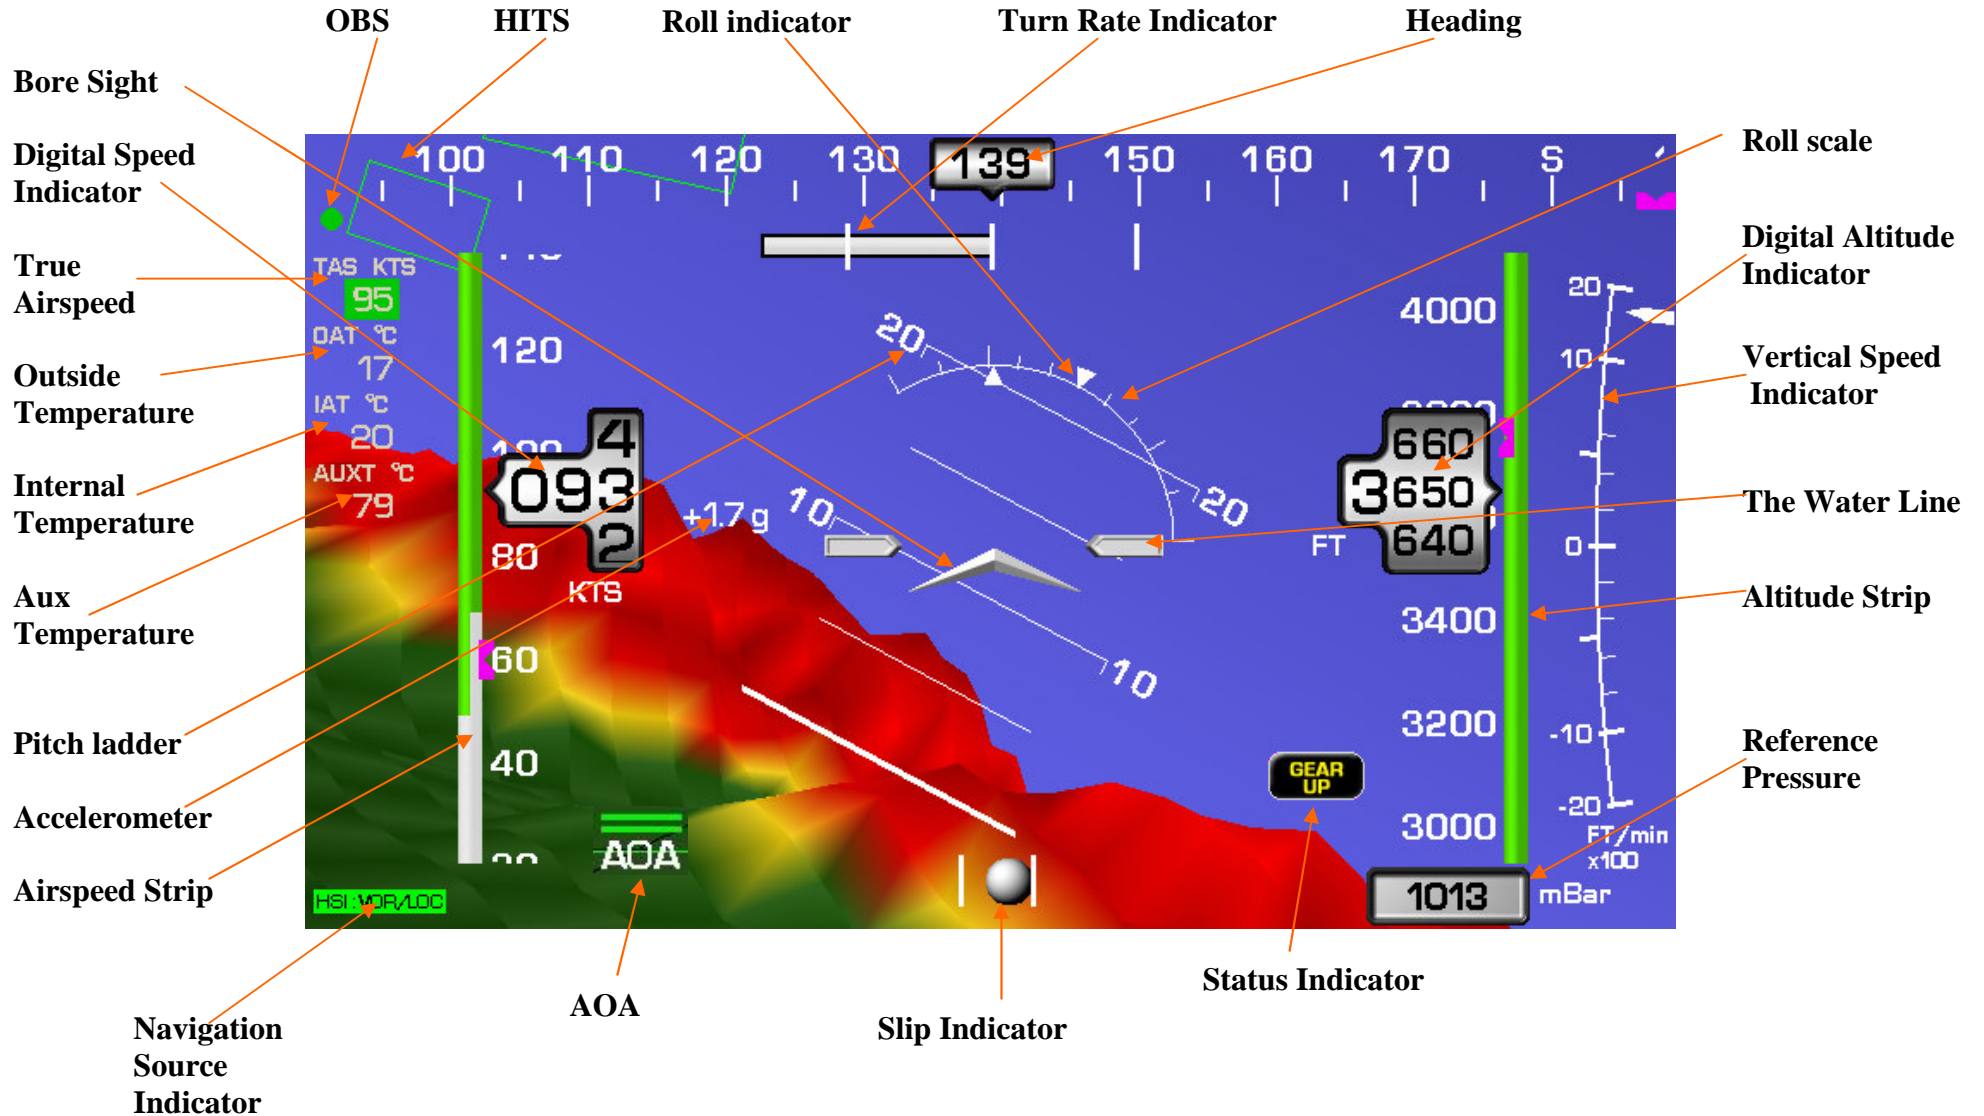 OBS HITS Roll indicator Turn Rate Indicator Heading
Bore Sight
Digital Speed
Indicator
True
Airspeed
Outside
Temperature
Internal
Temperature
Aux
Temperature
Pitch ladder
Accelerometer
Airspeed Strip
Navigation
Source
Indicator
AOA
Slip Indicator
Status Indicator
Roll scale
Digital Altitude
Indicator
Vertical Speed
Indicator
The Water Line
Altitude Strip
Reference
Pressure
100 110 120 130 139 150 160 170 S
TAS KTS
95
OAT °C
17
IAT °C
20
AUXT °C
79
120
100
80
60
40
4
093
2
KTS
+1.7 g
20
20
10
10
4000
3400
3200
3000
660
3650
640
FT
20
10
0
-10
-20
FT/min
x100
GEAR
UP
AOA
HSI:VOR/LOC
1013 mBar